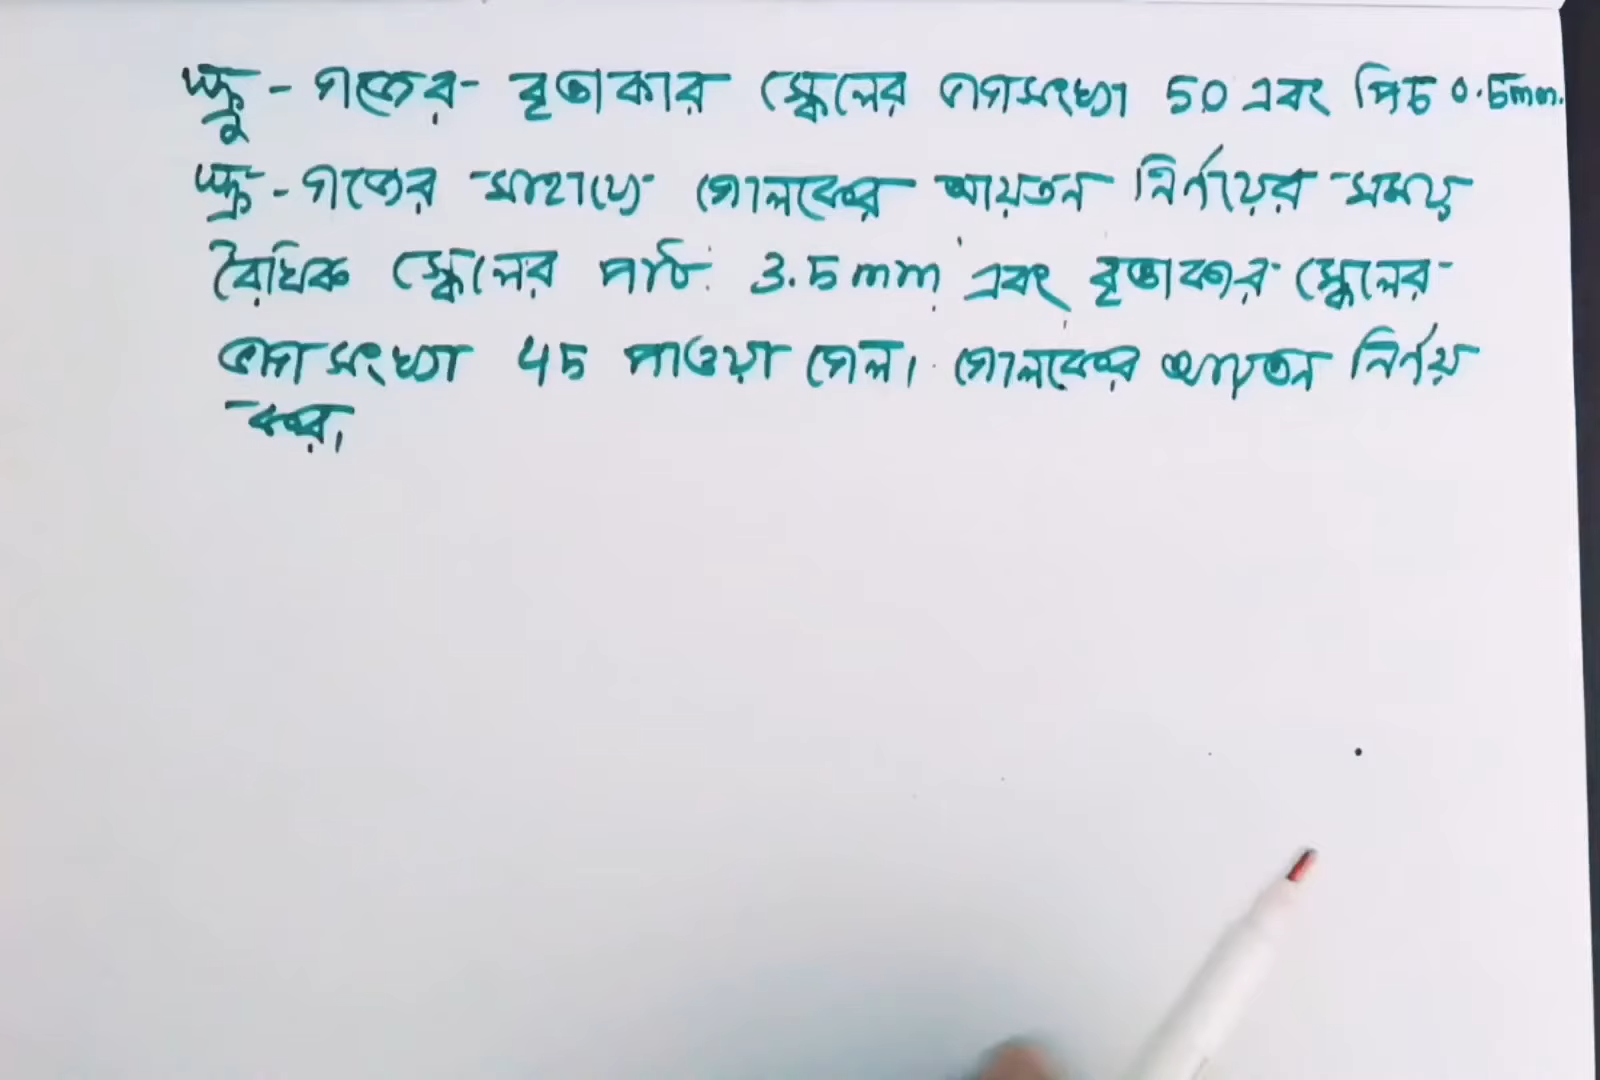 স্ক্রু - গজের বৃত্তাকার স্কেলের ভাগসংখ্যা 50 এবং পিচ 0.5mm.
স্ক্রু - গজের সাহায্যে গোলকের আয়তন নির্ণয়ের সময়
রৈখিক স্কেলের পাঠ 3.5mm এবং বৃত্তাকার স্কেলের
ভাগসংখ্যা 45 পাওয়া গেল। গোলকের আয়তন নির্ণয়
কর।